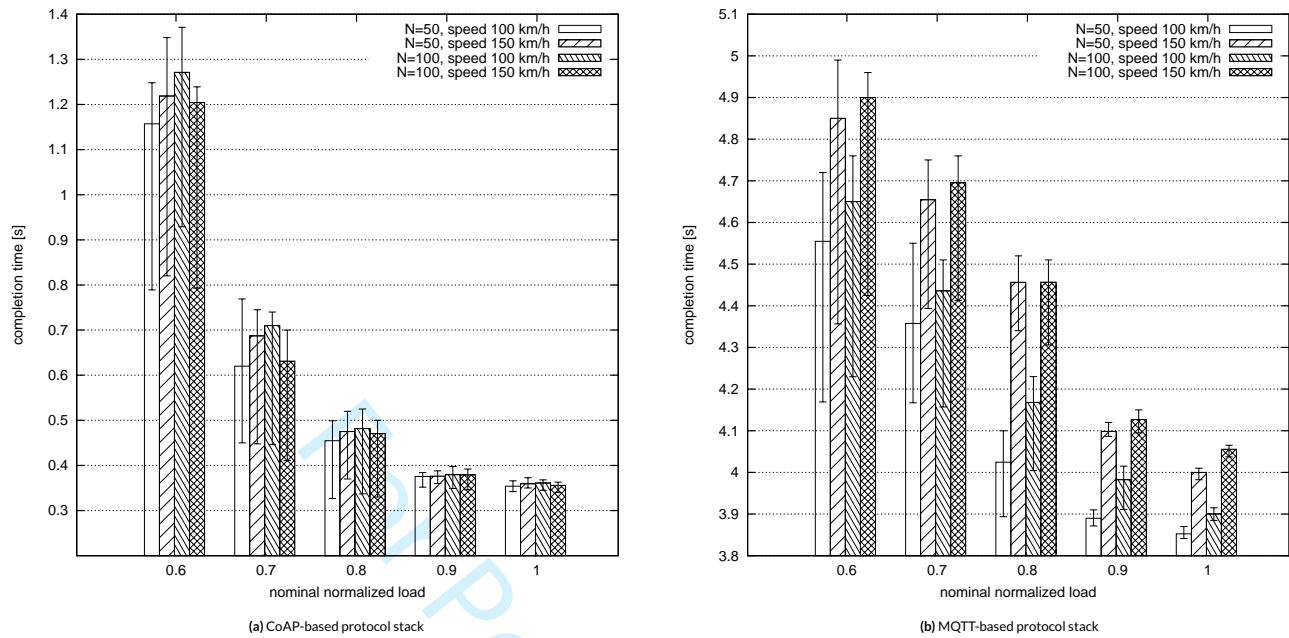 1.4
1.3
1.2
1.1
1
0.9
0.8
0.7
0.6
0.5
0.4
0.3
completion time [s]
N=50, speed 100 km/h
N=50, speed 150 km/h
N=100, speed 100 km/h
N=100, speed 150 km/h
0.6 0.7 0.8 0.9 1
nominal normalized load
(a) CoAP-based protocol stack
5.1
5
4.9
4.8
4.7
4.6
4.5
4.4
4.3
4.2
4.1
4
3.9
3.8
completion time [s]
N=50, speed 100 km/h
N=50, speed 150 km/h
N=100, speed 100 km/h
N=100, speed 150 km/h
0.6 0.7 0.8 0.9 1
nominal normalized load
(b) MQTT-based protocol stack
For Pe